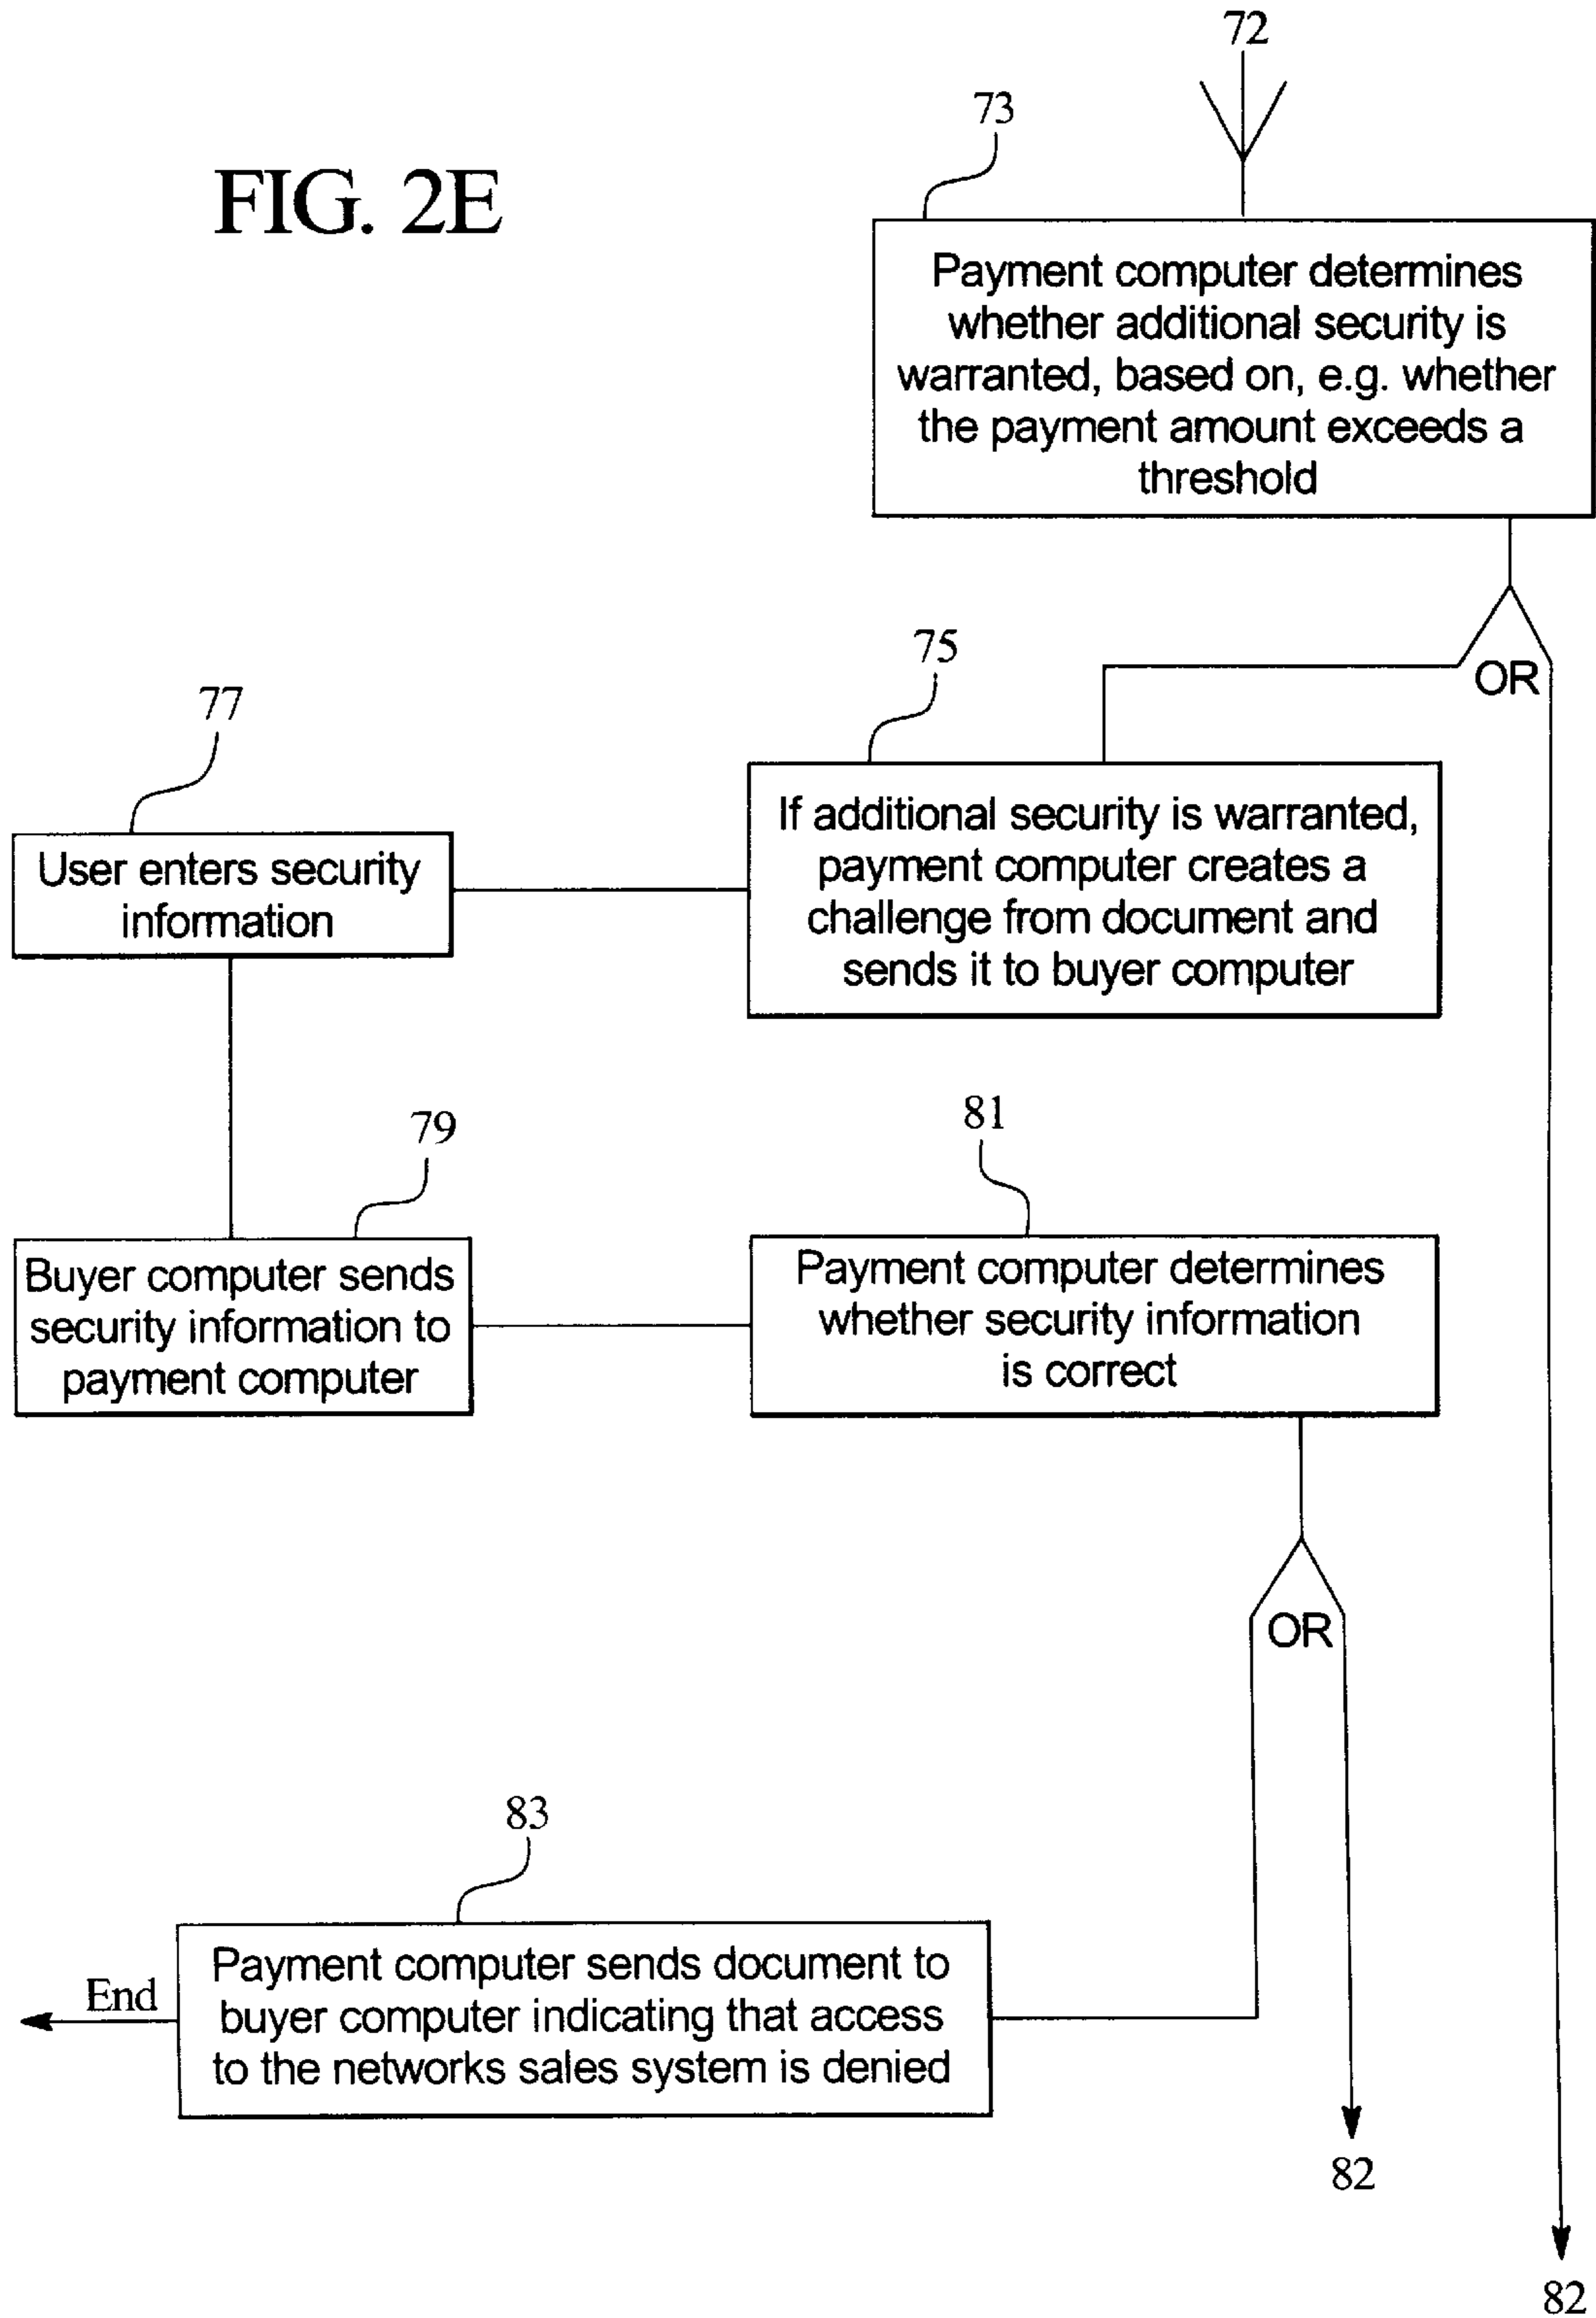 72
73
FIG. 2E
Payment computer determines
whether additional security is
warranted, based on, e.g. whether
the payment amount exceeds a
threshold
OR
75
77
If additional security is warranted,
payment computer creates a
challenge from document and
sends it to buyer computer
User enters security
information
79
81
Buyer computer sends
security information to
payment computer
Payment computer determines
whether security information
is correct
OR
83
Payment computer sends document to
buyer computer indicating that access
to the networks sales system is denied
End
82
82